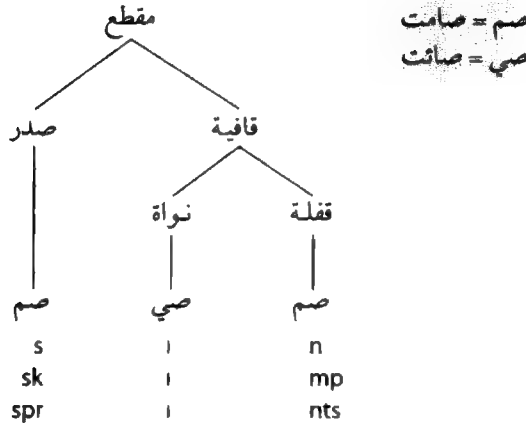 صم = صامت
صي = صائت
مقطع
صدر قافية
نواة قفلة
صم صي صم
s ı n
sk ı mp
spr ı nts